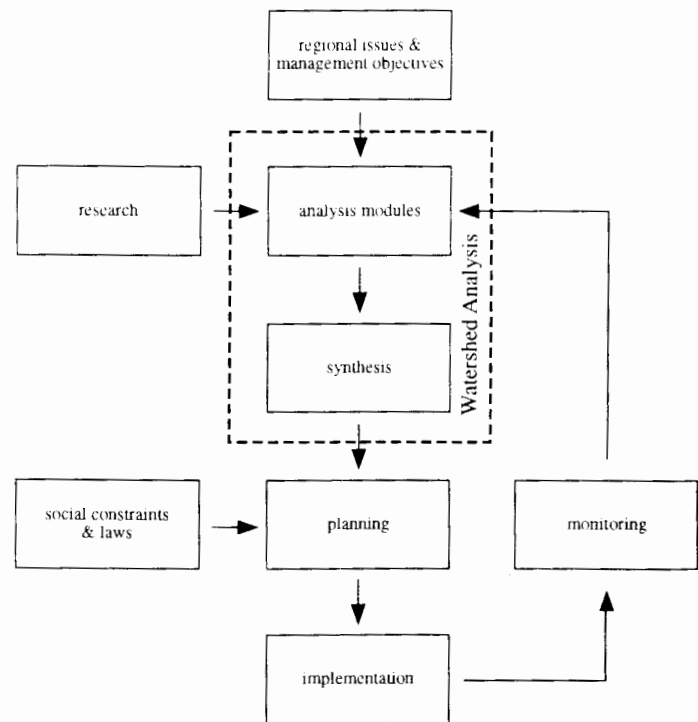 regional issues &
management objectives
research
analysis modules
Watershed Analysis
synthesis
social constraints
& laws
planning
monitoring
implementation